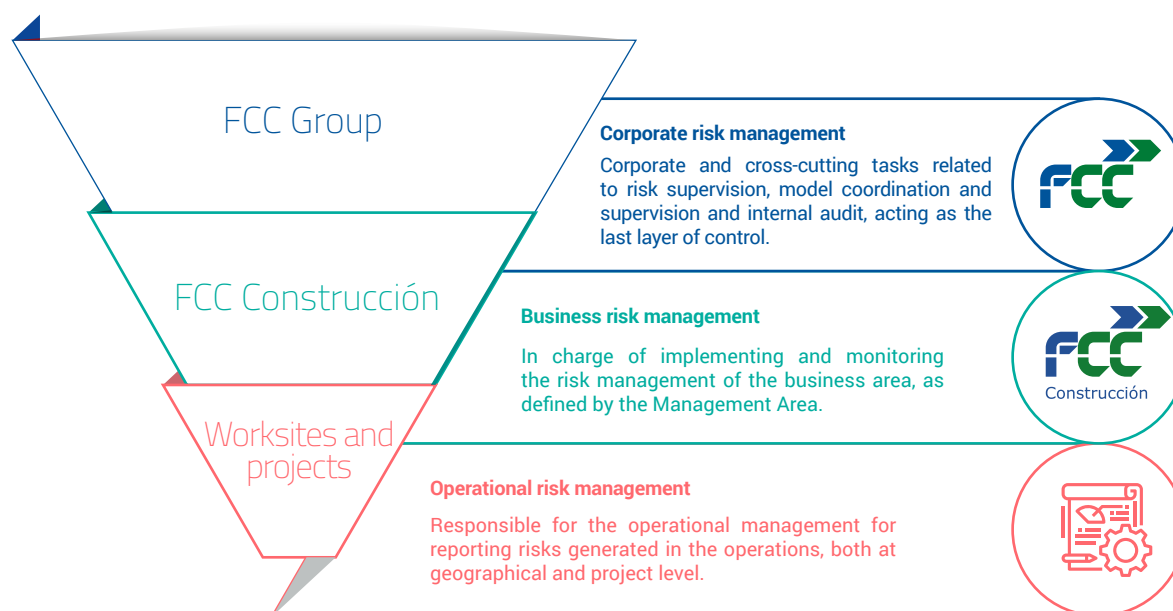 FCC Group
Corporate risk management
Corporate and cross-cutting tasks related
to risk supervision, model coordination and
supervision and internal audit, acting as the
last layer of control.
FCC
FCC Construcción
Business risk management
In charge of implementing and monitoring
the risk management of the business area, as
defined by the Management Area.
FCC
Construcción
Worksites and
projects
Operational risk management
Responsible for the operational management for
reporting risks generated in the operations, both at
geographical and project level.